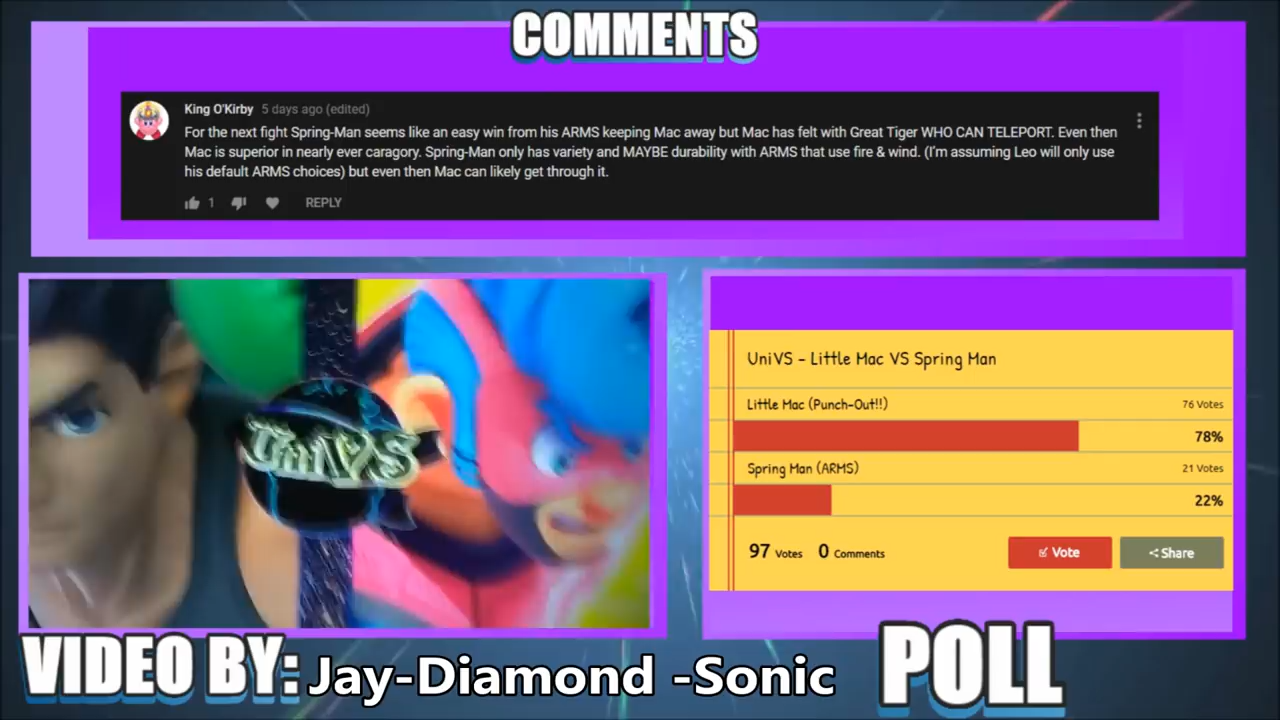 COMMENTS
King O'Kirby 5 days ago (edited)
For the next fight Spring-Man seems like an easy win from his ARMS keeping Mac away but Mac has felt with Great Tiger WHO CAN TELEPORT. Even then
Mac is superior in nearly ever caragory. Spring-Man only has variety and MAYBE durability with ARMS that use fire & wind. (I'm assuming Leo will only use
his default ARMS choices) but even then Mac can likely get through it.
1 REPLY
UniVS
UniVS - Little Mac VS Spring Man
Little Mac (Punch-Out!!) 76 Votes
78%
Spring Man (ARMS) 21 Votes
22%
97 Votes 0 Comments Vote Share
VIDEO BY: Jay-Diamond -Sonic
POLL